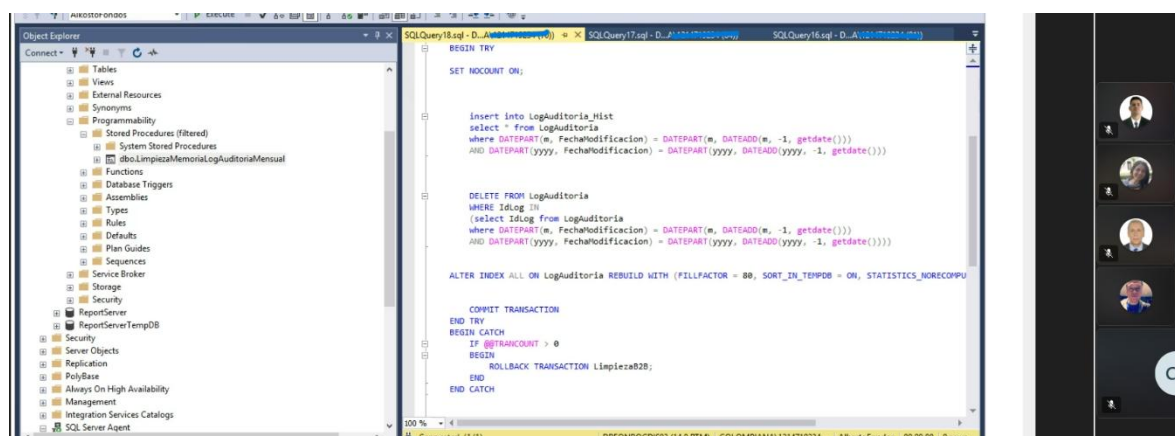 AlkostoFondos
Execute
Object Explorer
Connect
Tables
Views
External Resources
Synonyms
Programmability
Stored Procedures (filtered)
System Stored Procedures
dbo.LimpiezaMemoriaLogAuditoriaMensual
Functions
Database Triggers
Assemblies
Types
Rules
Defaults
Plan Guides
Sequences
Service Broker
Storage
Security
ReportServer
ReportServerTempDB
Security
Server Objects
Replication
PolyBase
Always On High Availability
Management
Integration Services Catalogs
SQL Server Agent
SQLQuery18.sql - D...A\
SQLQuery17.sql - D...A\
SQLQuery16.sql - D...A\
BEGIN TRY
SET NOCOUNT ON;
insert into LogAuditoria_Hist
select * from LogAuditoria
where DATEPART(m, FechaModificacion) = DATEPART(m, DATEADD(m, -1, getdate()))
AND DATEPART(yyyy, FechaModificacion) = DATEPART(yyyy, DATEADD(yyyy, -1, getdate()))
DELETE FROM LogAuditoria
WHERE IdLog IN
(select IdLog from LogAuditoria
where DATEPART(m, FechaModificacion) = DATEPART(m, DATEADD(m, -1, getdate()))
AND DATEPART(yyyy, FechaModificacion) = DATEPART(yyyy, DATEADD(yyyy, -1, getdate())))
ALTER INDEX ALL ON LogAuditoria REBUILD WITH (FILLFACTOR = 80, SORT_IN_TEMPDB = ON, STATISTICS_NORECOMPU
COMMIT TRANSACTION
END TRY
BEGIN CATCH
IF @@TRANCOUNT > 0
BEGIN
ROLLBACK TRANSACTION LimpiezaB2B;
END
END CATCH
100 %